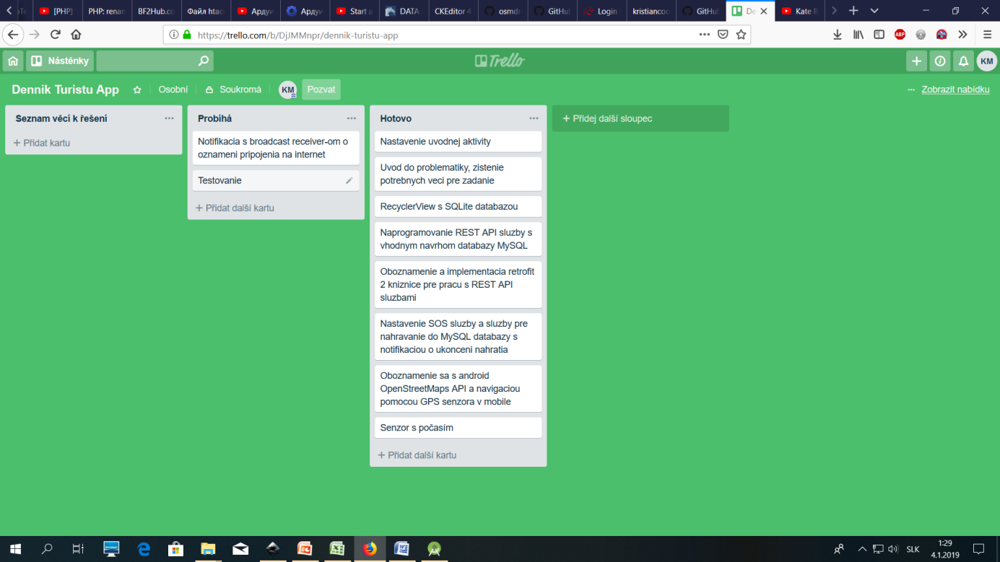 [PHP]
PHP: renam
BF2Hub.co
Файл htac
Ардуи
Ардуи
Start a
DATA
CKEditor 4
osmdr
GitHub
Login
kristiancoo
GitHub
De
Kate R
https://trello.com/b/DjJMMnpr/dennik-turistu-app
ABP
Nástěnky
Trello
KM
Dennik Turistu App
Osobní
Soukromá
KM
Pozvat
Zobrazit nabídku
Seznam věcí k řešení
+ Přidat kartu
Probíhá
Notifikacia s broadcast receiver-om o
oznameni pripojenia na internet
Testovanie
+ Přidat další kartu
Hotovo
Nastavenie uvodnej aktivity
Uvod do problematiky, zistenie
potrebnych veci pre zadanie
RecyclerView s SQLite databazou
Naprogramovanie REST API sluzby s
vhodnym navrhom databazy MySQL
Oboznamenie a implementacia retrofit
2 kniznice pre pracu s REST API
sluzbami
Nastavenie SOS sluzby a sluzby pre
nahravanie do MySQL databazy s
notifikaciou o ukonceni nahratia
Oboznamenie sa s android
OpenStreetMaps API a navigaciou
pomocou GPS senzora v mobile
Senzor s počasím
+ Přidat další kartu
+ Přidej další sloupec
SLK
1:29
4.1.2019